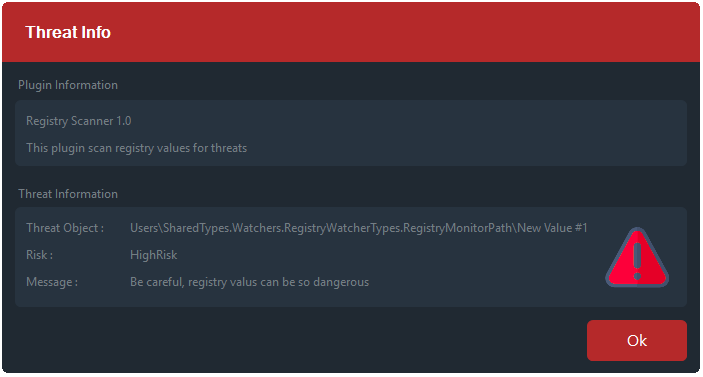 Threat Info
Plugin Information
Registry Scanner 1.0
This plugin scan registry values for threats
Threat Information
Threat Object : Users\SharedTypes.Watchers.RegistryWatcherTypes.RegistryMonitorPath\New Value #1
Risk : HighRisk
Message : Be careful, registry valus can be so dangerous
Ok